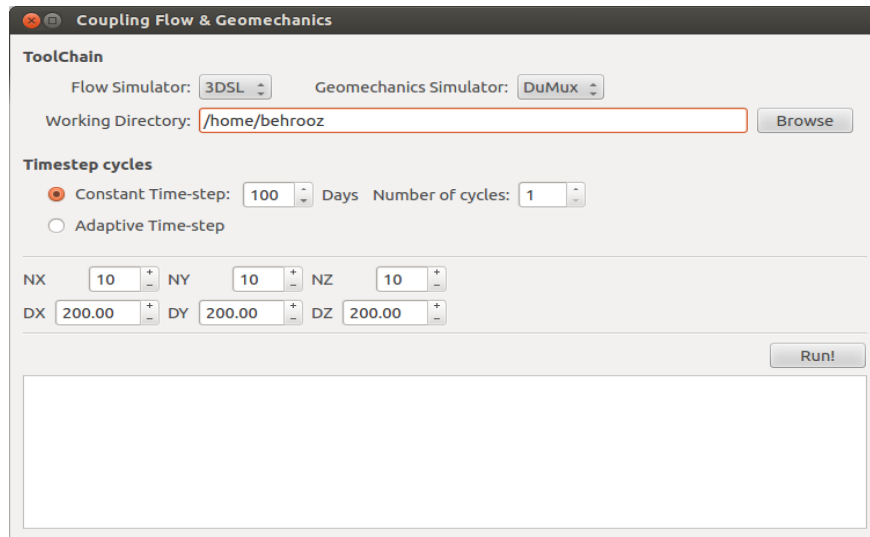 Coupling Flow & Geomechanics
ToolChain
Flow Simulator: 3DSL Geomechanics Simulator: DuMux
Working Directory: /home/behrooz Browse
Timestep cycles
Constant Time-step: 100 Days Number of cycles: 1
Adaptive Time-step
NX 10 NY 10 NZ 10
DX 200.00 DY 200.00 DZ 200.00
Run!